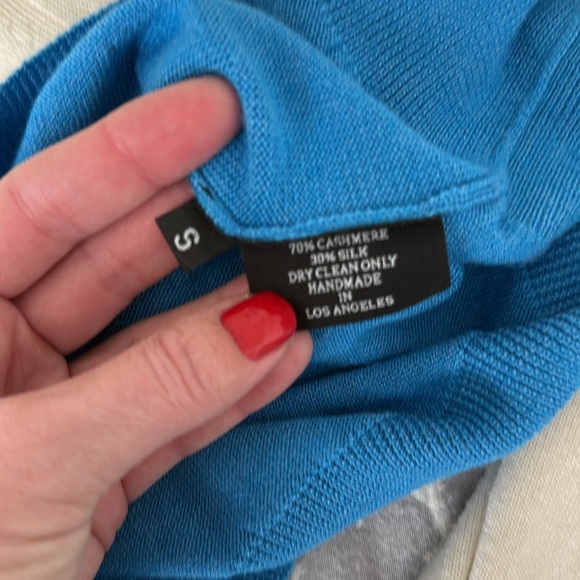 S
70% CASHMERE
30% SILK
DRY CLEAN ONLY
HANDMADE
IN
LOS ANGELES